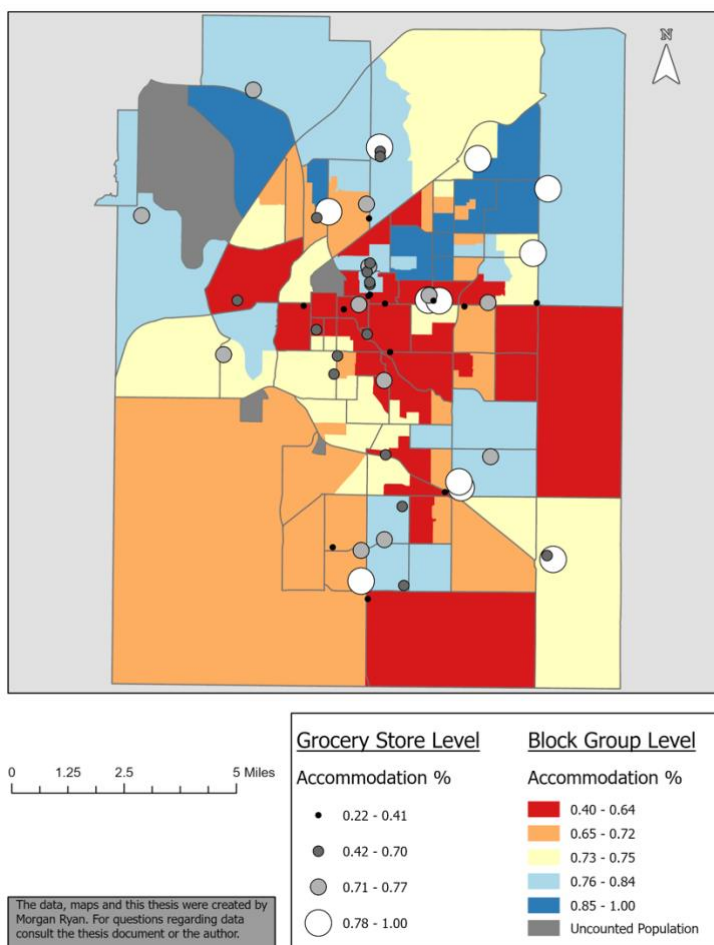 N
0 1.25 2.5 5 Miles
Grocery Store Level
Accommodation %
0.22 - 0.41
0.42 - 0.70
0.71 - 0.77
0.78 - 1.00
Block Group Level
Accommodation %
0.40 - 0.64
0.65 - 0.72
0.73 - 0.75
0.76 - 0.84
0.85 - 1.00
Uncounted Population
The data, maps and this thesis were created by
Morgan Ryan. For questions regarding data
consult the thesis document or the author.